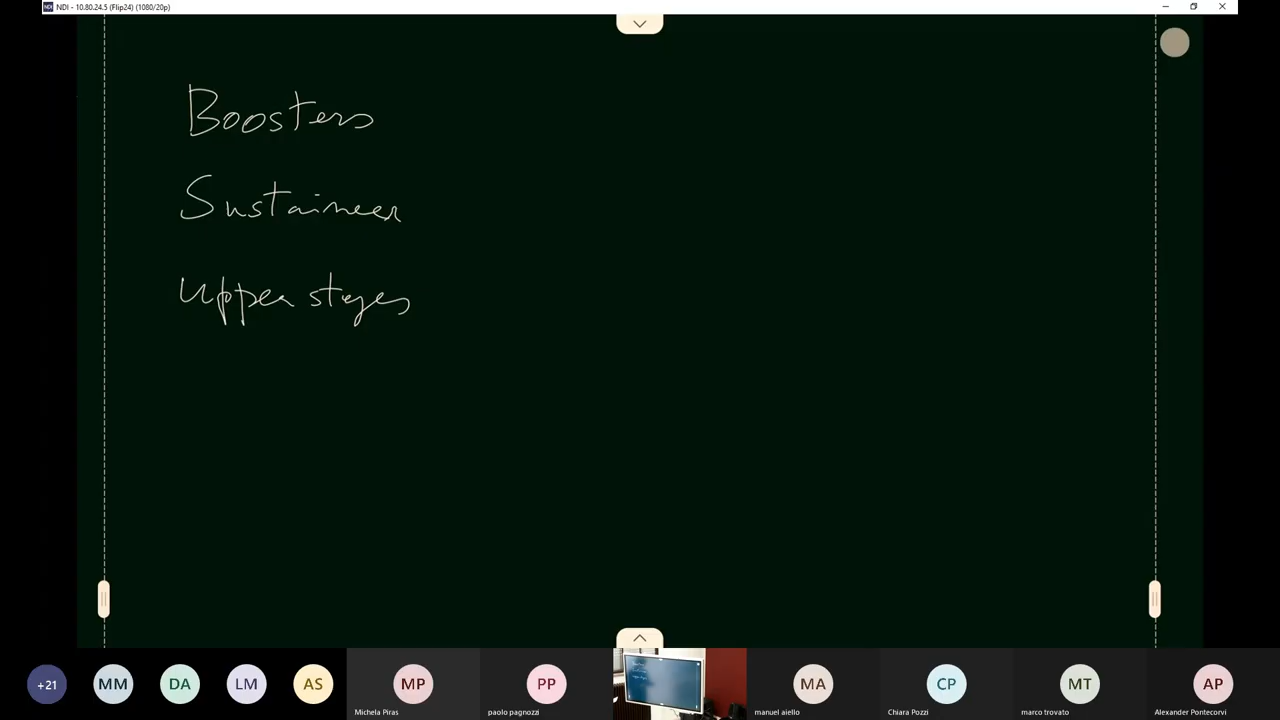 NDI - 10.80.24.5 (Flip24) (1080/20p)
Boosters
Sustaineer
Upper stages
+21
MM
DA
LM
AS
MP
Michela Piras
PP
paolo pagnozzi
MA
manuel aiello
CP
Chiara Pozzi
MT
marco trovato
AP
Alexander Pontecorvi